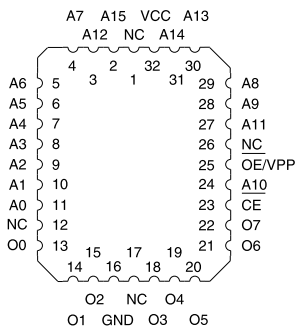 A7 A15 VCC A13
A12 NC A14
4 2 32 30
3 1 31
A6 5 29 A8
A5 6 28 A9
A4 7 27 A11
A3 8 26 NC
A2 9 25 OE/VPP
A1 10 24 A10
A0 11 23 CE
NC 12 22 O7
O0 13 21 O6
15 17 19
14 16 18 20
O2 NC O4
O1 GND O3 O5